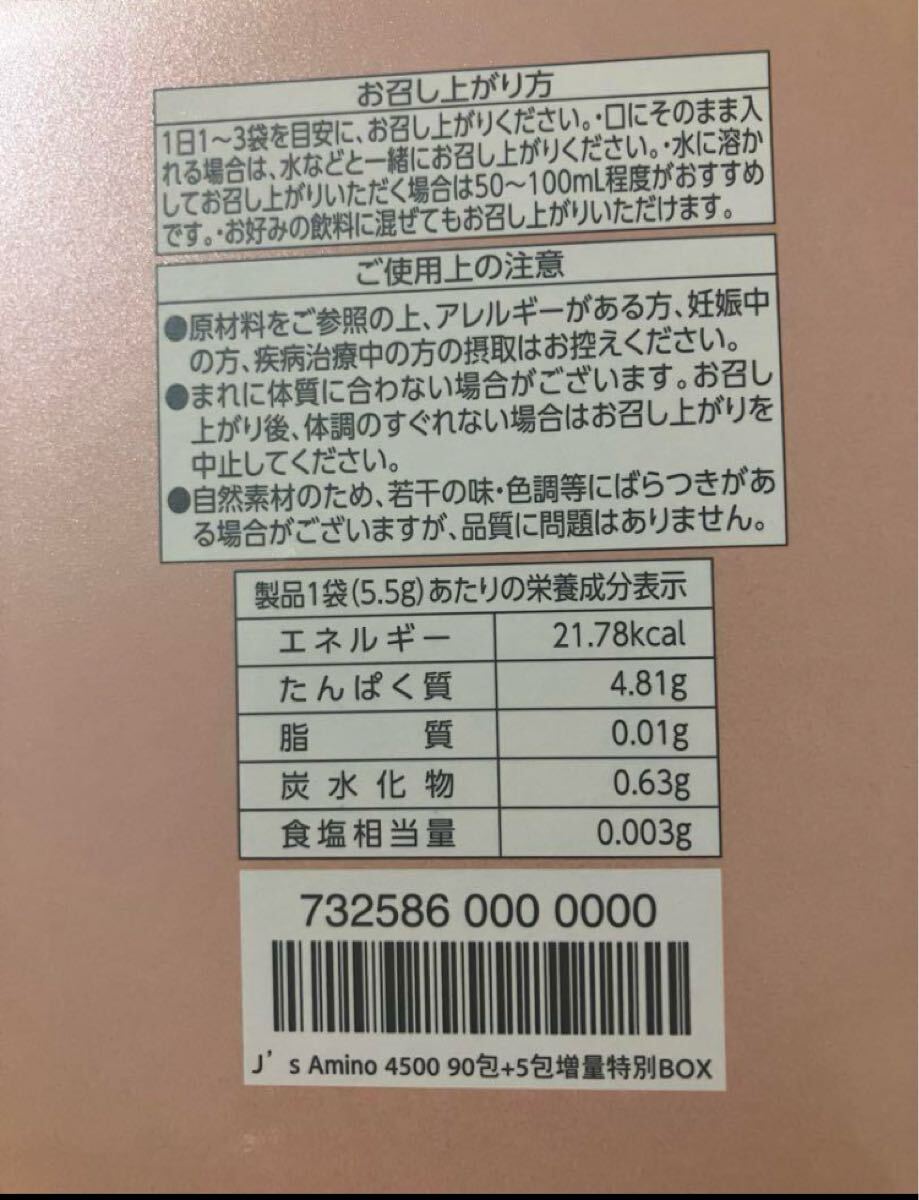 お召し上がり方
1日1～3袋を目安に、お召し上がりください。・口にそのまま入
れる場合は、水などと一緒にお召し上がりください。・水に溶か
してお召し上がりいただく場合は50～100mL程度がおすすめ
です。・お好みの飲料に混ぜてもお召し上がりいただけます。
ご使用上の注意
●原材料をご参照の上、アレルギーがある方、妊娠中
の方、疾病治療中の方の摂取はお控えください。
●まれに体質に合わない場合がございます。お召し
上がり後、体調のすぐれない場合はお召し上がりを
中止してください。
●自然素材のため、若干の味・色調等にばらつきがあ
る場合がございますが、品質に問題はありません。
製品1袋(5.5g)あたりの栄養成分表示
エネルギー 21.78kcal
たんぱく質 4.81g
脂質 0.01g
炭水化物 0.63g
食塩相当量 0.003g
732586 000 0000
J's Amino 4500 90包+5包増量特別BOX